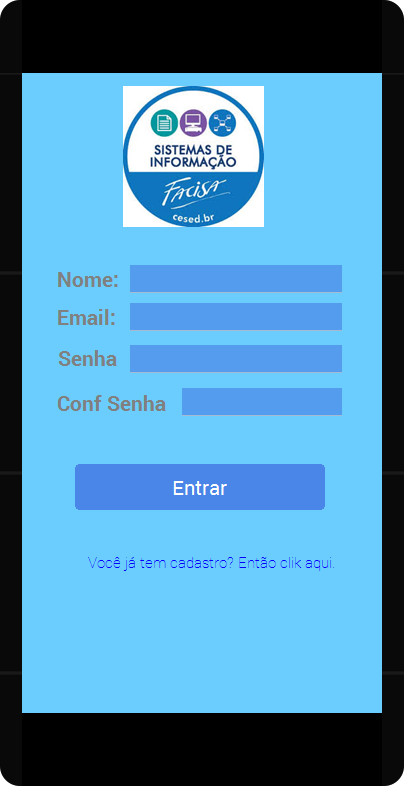 SISTEMAS DE
INFORMAÇÃO
FACISA
cesed.br
Nome:
Email:
Senha
Conf Senha
Entrar
Você já tem cadastro? Então clik aqui.